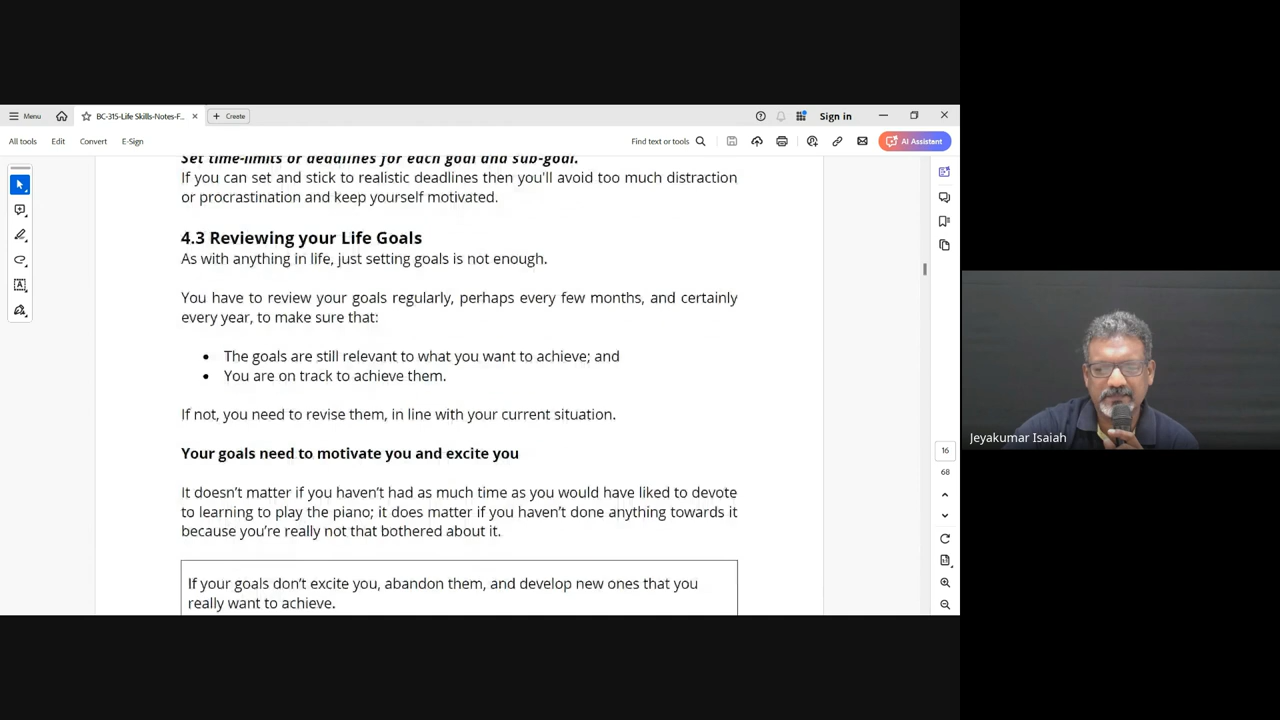 Menu
BC-315-Life Skills-Notes-F...
Create
Sign in
All tools
Edit
Convert
E-Sign
Find text or tools
AI Assistant
Set time-limits or deadlines for each goal and sub-goal.
If you can set and stick to realistic deadlines then you'll avoid too much distraction
or procrastination and keep yourself motivated.
4.3 Reviewing your Life Goals
As with anything in life, just setting goals is not enough.
You have to review your goals regularly, perhaps every few months, and certainly
every year, to make sure that:
• The goals are still relevant to what you want to achieve; and
• You are on track to achieve them.
If not, you need to revise them, in line with your current situation.
Your goals need to motivate you and excite you
It doesn’t matter if you haven’t had as much time as you would have liked to devote
to learning to play the piano; it does matter if you haven’t done anything towards it
because you’re really not that bothered about it.
If your goals don’t excite you, abandon them, and develop new ones that you
really want to achieve.
16
68
Jeyakumar Isaiah